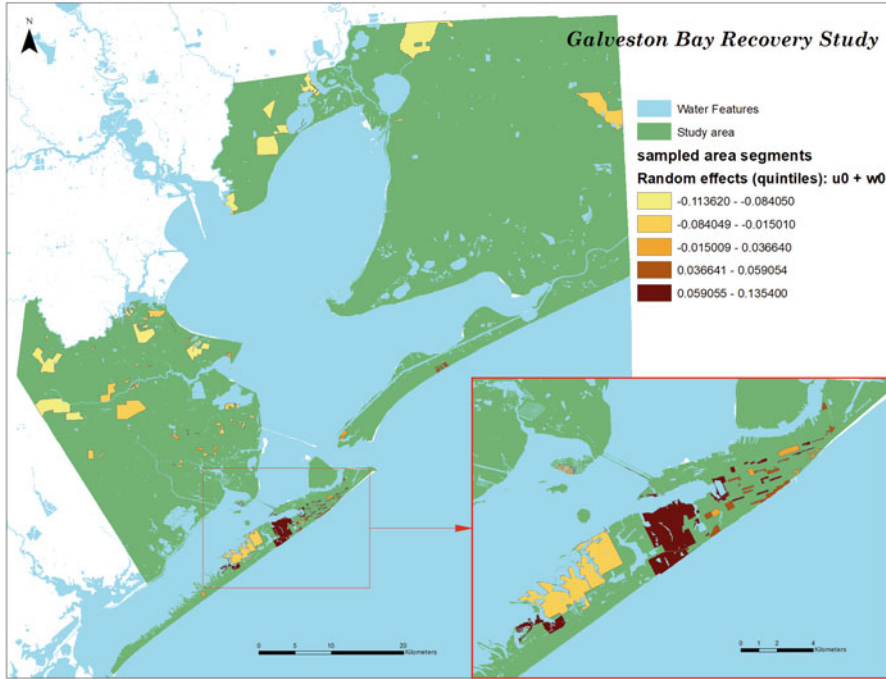 N
Galveston Bay Recovery Study
Water Features
Study area
sampled area segments
Random effects (quintiles): u0 + w0
-0.113620 - -0.084050
-0.084049 - -0.015010
-0.015009 - 0.036640
0.036641 - 0.059054
0.059055 - 0.135400
0 5 10 20
Kilometers
0 1 2 4
Kilometers